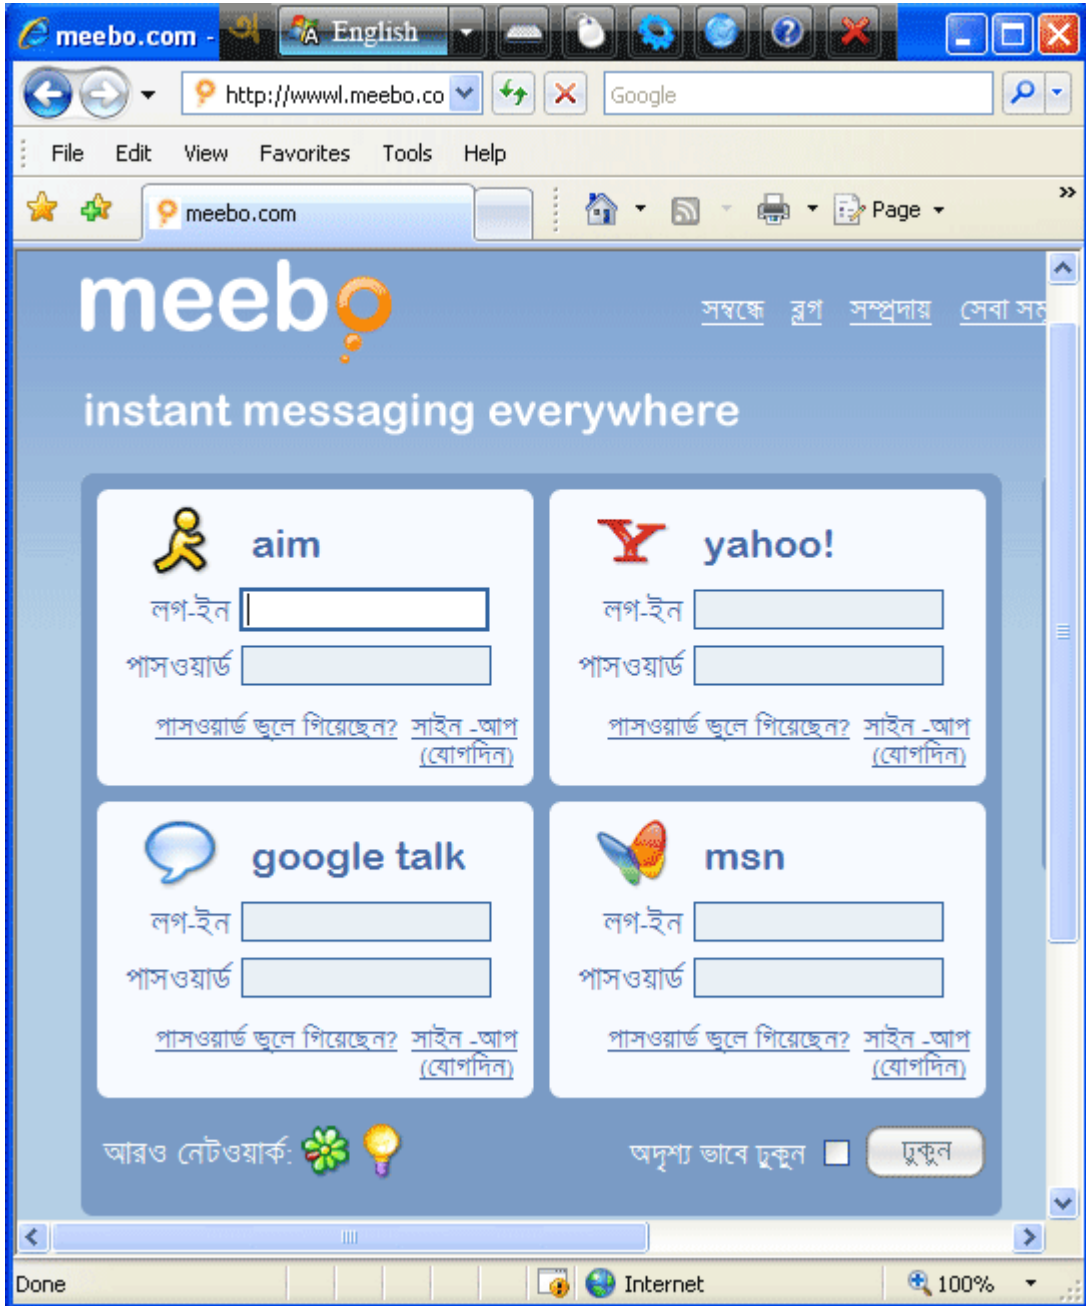 meebo.com - অ English
http://wwwl.meebo.co Google
File Edit View Favorites Tools Help
meebo.com Page
meebo
সম্বন্ধে ব্লগ সম্প্রদায় সেবা
instant messaging everywhere
aim
লগ-ইন
পাসওয়ার্ড
পাসওয়ার্ড ভুলে গিয়েছেন? সাইন -আপ
(যোগদিন)
yahoo!
লগ-ইন
পাসওয়ার্ড
পাসওয়ার্ড ভুলে গিয়েছেন? সাইন -আপ
(যোগদিন)
google talk
লগ-ইন
পাসওয়ার্ড
পাসওয়ার্ড ভুলে গিয়েছেন? সাইন -আপ
(যোগদিন)
msn
লগ-ইন
পাসওয়ার্ড
পাসওয়ার্ড ভুলে গিয়েছেন? সাইন -আপ
(যোগদিন)
আরও নেটওয়ার্ক: অদৃশ্য ভাবে ঢুকুন ঢুকুন
Done Internet 100%